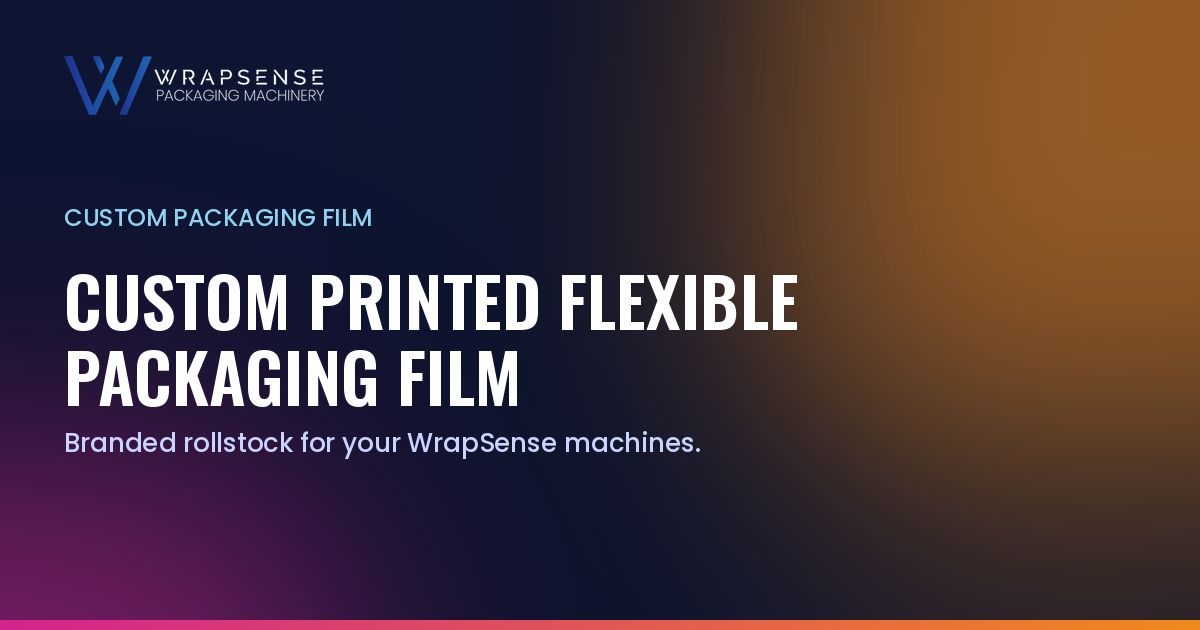 WRAPSENSE
PACKAGING MACHINERY
CUSTOM PACKAGING FILM
CUSTOM PRINTED FLEXIBLE
PACKAGING FILM
Branded rollstock for your WrapSense machines.